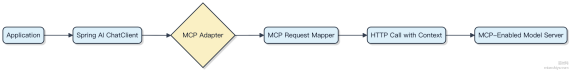 Application
Spring AI ChatClient
MCP Adapter
MCP Request Mapper
HTTP Call with Context
MCP-Enabled Model Server